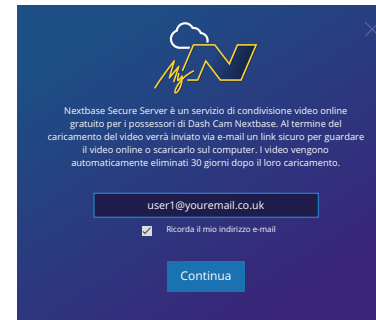 My N
Nextbase Secure Server è un servizio di condivisione video online
gratuito per i possessori di Dash Cam Nextbase. Al termine del
caricamento del video verrà inviato via e-mail un link sicuro per guardare
il video online o scaricarlo sul computer. I video vengono
automaticamente eliminati 30 giorni dopo il loro caricamento.
user1@youremail.co.uk
Ricorda il mio indirizzo e-mail
Continua